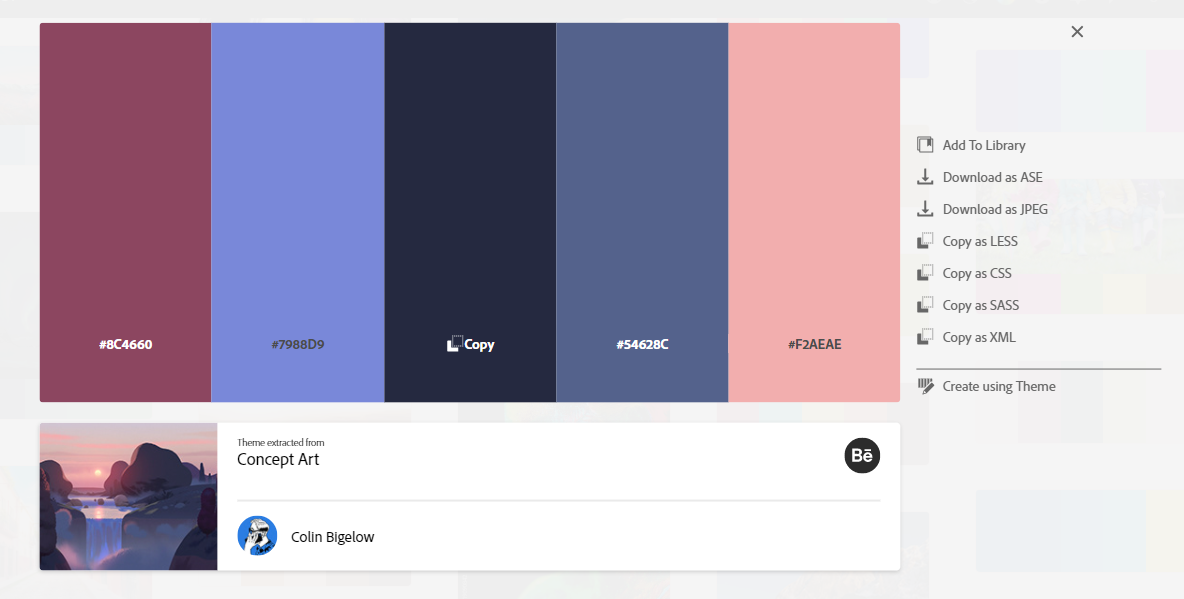 #8C4660
#7988D9
Copy
#54628C
#F2AEAE
Add To Library
Download as ASE
Download as JPEG
Copy as LESS
Copy as CSS
Copy as SASS
Copy as XML
Create using Theme
Theme extracted from
Concept Art
Bē
Colin Bigelow